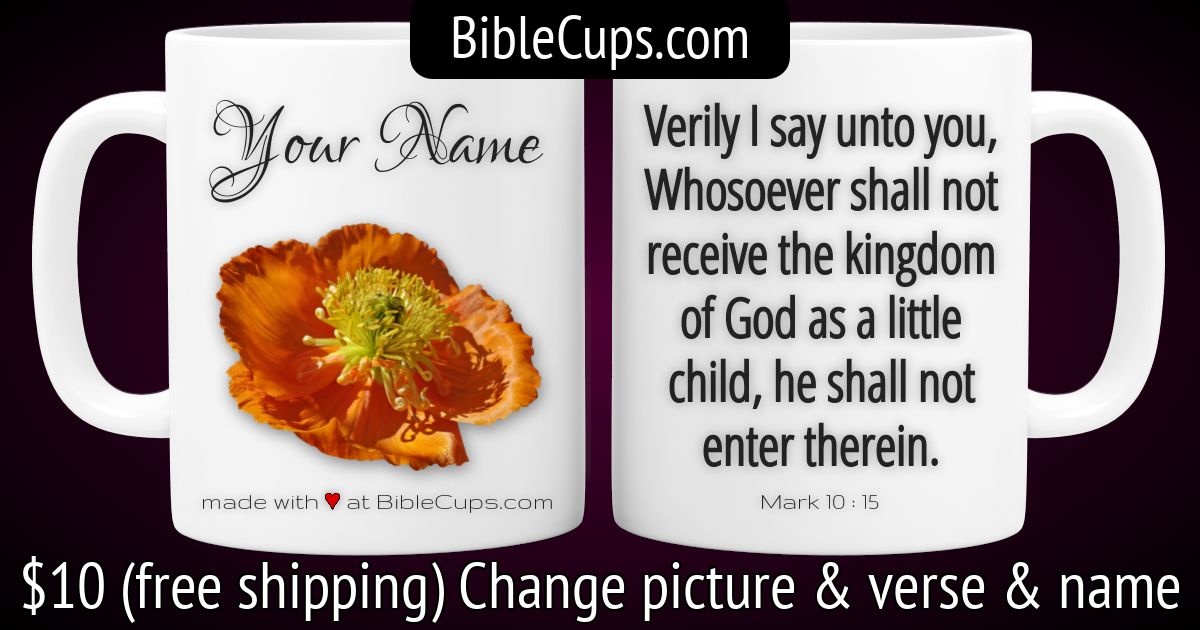 BibleCups.com
Your Name
made with ♥ at BibleCups.com
Verily I say unto you,
Whosoever shall not
receive the kingdom
of God as a little
child, he shall not
enter therein.
Mark 10 : 15
$10 (free shipping) Change picture & verse & name